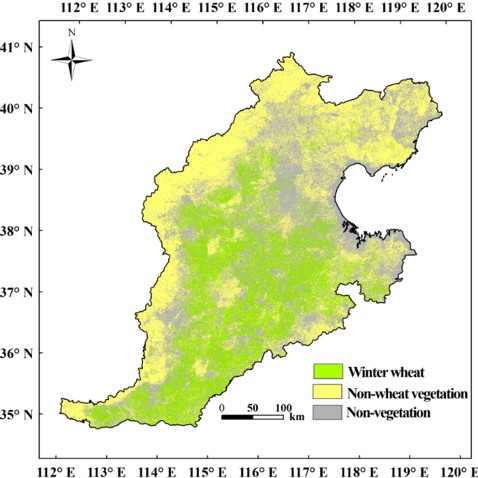 112° E 113° E 114° E 115° E 116° E 117° E 118° E 119° E 120° E
N
41° N
40° N
39° N
38° N
37° N
36° N
35° N
Winter wheat
Non-wheat vegetation
Non-vegetation
0 50 100
km
112° E 113° E 114° E 115° E 116° E 117° E 118° E 119° E 120° E